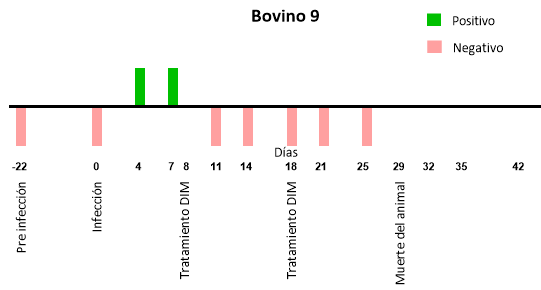 Bovino 9
Positivo
Negativo
Días
-22 0 4 7 8 11 14 18 21 25 29 32 35 42
Pre infección
Infección
Tratamiento DIM
Tratamiento DIM
Muerte del animal